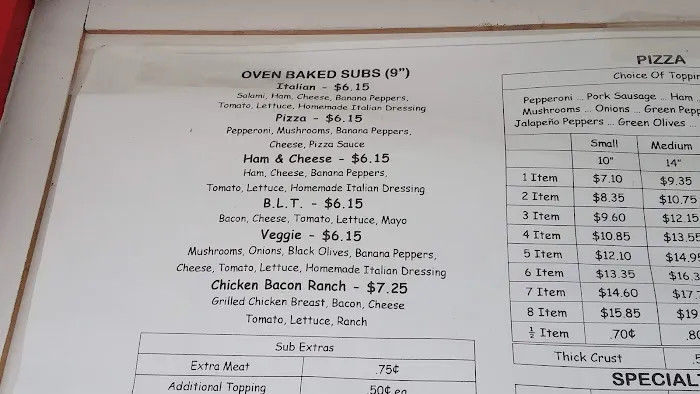 OVEN BAKED SUBS (9")
Italian - $6.15
Salami, Ham, Cheese, Banana Peppers,
Tomato, Lettuce, Homemade Italian Dressing
Pizza - $6.15
Pepperoni, Mushrooms, Banana Peppers,
Cheese, Pizza Sauce
Ham & Cheese - $6.15
Ham, Cheese, Banana Peppers,
Tomato, Lettuce, Homemade Italian Dressing
B.L.T. - $6.15
Bacon, Cheese, Tomato, Lettuce, Mayo
Veggie - $6.15
Mushrooms, Onions, Black Olives, Banana Peppers,
Cheese, Tomato, Lettuce, Homemade Italian Dressing
Chicken Bacon Ranch - $7.25
Grilled Chicken Breast, Bacon, Cheese
Tomato, Lettuce, Ranch
Sub Extras
Extra Meat .75¢
Additional Topping .50¢ ea
PIZZA
Choice Of
Pepperoni ... Pork Sausage ... Ham ...
Mushrooms ... Onions ... Green
Jalapeño Peppers ... Green Olives ...
Small Medium
10" 14"
1 Item $7.10 $9.35
2 Item $8.35 $10.75
3 Item $9.60 $12.15
4 Item $10.85 $13.55
5 Item $12.10
6 Item $13.35
7 Item $14.60
8 Item $15.85
½ Item .70¢
Thick Crust